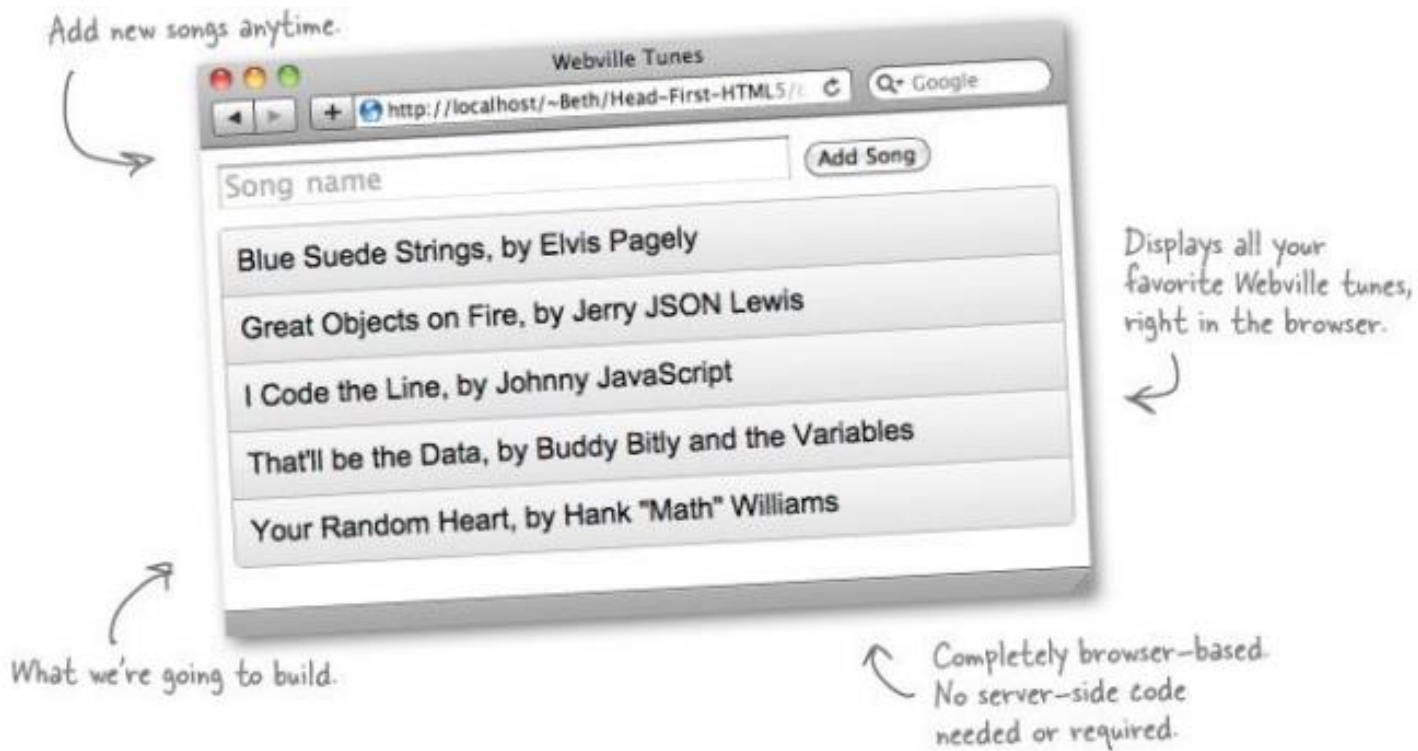 Add new songs anytime.
Webville Tunes
http://localhost/~Beth/Head-First-HTML5/
Google
Song name
Add Song
Blue Suede Strings, by Elvis Pagely
Great Objects on Fire, by Jerry JSON Lewis
I Code the Line, by Johnny JavaScript
That'll be the Data, by Buddy Bitly and the Variables
Your Random Heart, by Hank "Math" Williams
Displays all your
favorite Webville tunes,
right in the browser.
What we're going to build.
Completely browser-based.
No server-side code
needed or required.